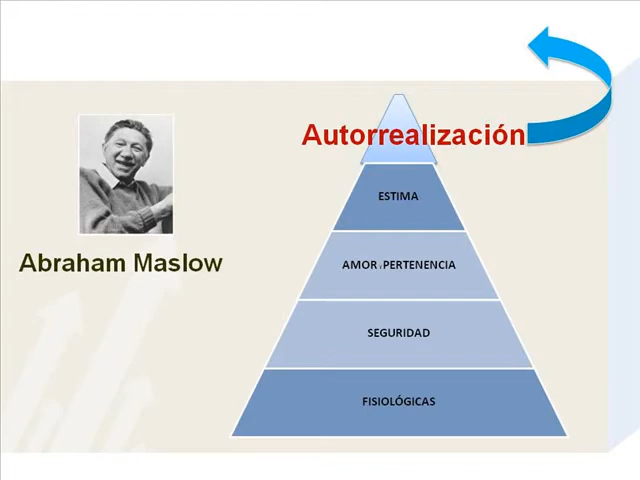 Autorrealización
ESTIMA
Abraham Maslow
AMOR Y PERTENENCIA
SEGURIDAD
FISIOLÓGICAS